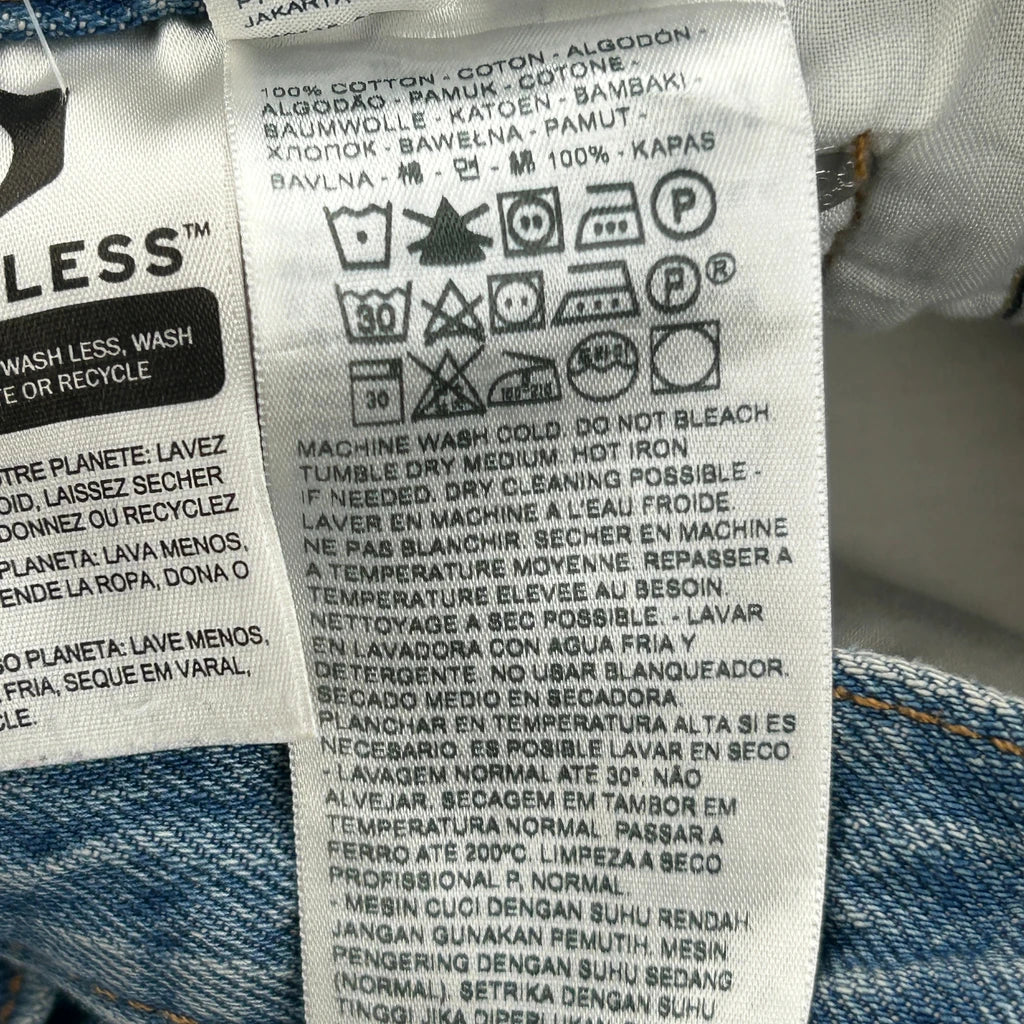 JAKARTA
100% COTTON - COTON - ALGODÓN -
ALGODÃO - PAMUK - COTONE -
BAUMWOLLE - KATOEN - BAMBAKI -
ХЛОПОК - BAWEŁNA - PAMUT -
BAVLNA - 棉 - 면 - 綿 100% - KAPAS
P
30
P ®
30
MACHINE WASH COLD. DO NOT BLEACH.
TUMBLE DRY MEDIUM. HOT IRON
IF NEEDED. DRY CLEANING POSSIBLE -
LAVER EN MACHINE A L'EAU FROIDE.
NE PAS BLANCHIR. SECHER EN MACHINE
A TEMPERATURE MOYENNE. REPASSER A
TEMPERATURE ELEVEE AU BESOIN.
NETTOYAGE A SEC POSSIBLE. - LAVAR
EN LAVADORA CON AGUA FRIA Y
DETERGENTE. NO USAR BLANQUEADOR.
SECADO MEDIO EN SECADORA
PLANCHAR EN TEMPERATURA ALTA SI ES
NECESARIO. ES POSIBLE LAVAR EN SECO
- LAVAGEM NORMAL ATÉ 30°. NÃO
ALVEJAR. SECAGEM EM TAMBOR EM
TEMPERATURA NORMAL. PASSAR A
FERRO ATÉ 200°C. LIMPEZA A SECO
PROFISSIONAL P, NORMAL.
- MESIN CUCI DENGAN SUHU RENDAH
JANGAN GUNAKAN PEMUTIH. MESIN
PENGERING DENGAN SUHU SEDANG
(NORMAL). SETRIKA DENGAN SUHU
TINGGI JIKA DIPERLUKAN
LESS™
WASH LESS, WASH
TE OR RECYCLE
TRE PLANETE: LAVEZ
OID, LAISSEZ SECHER
DONNEZ OU RECYCLEZ
PLANETA: LAVA MENOS,
ENDE LA ROPA, DONA O
SO PLANETA: LAVE MENOS,
FRIA, SEQUE EM VARAL,
CLE.